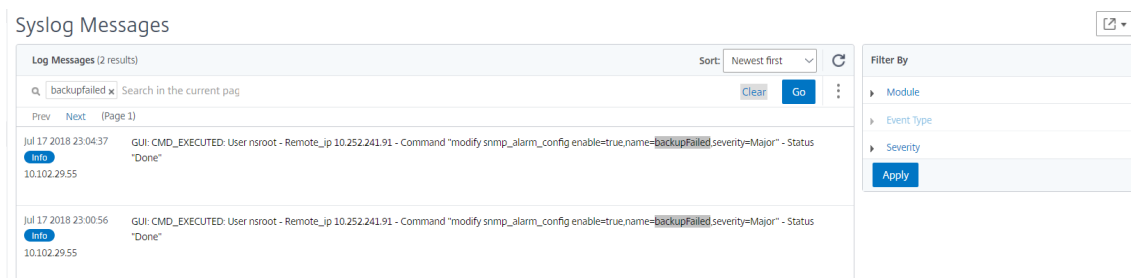 Syslog Messages
Log Messages (2 results)
Sort: Newest first
backupfailed x Search in the current pag
Clear Go
Prev Next (Page 1)
Jul 17 2018 23:04:37
Info
10.102.29.55
GUI: CMD_EXECUTED: User nsroot - Remote_ip 10.252.241.91 - Command "modify snmp_alarm_config enable=true,name=backupFailed,severity=Major" - Status
"Done"
Jul 17 2018 23:00:56
Info
10.102.29.55
GUI: CMD_EXECUTED: User nsroot - Remote_ip 10.252.241.91 - Command "modify snmp_alarm_config enable=true,name=backupFailed,severity=Major" - Status
"Done"
Filter By
Module
Event Type
Severity
Apply